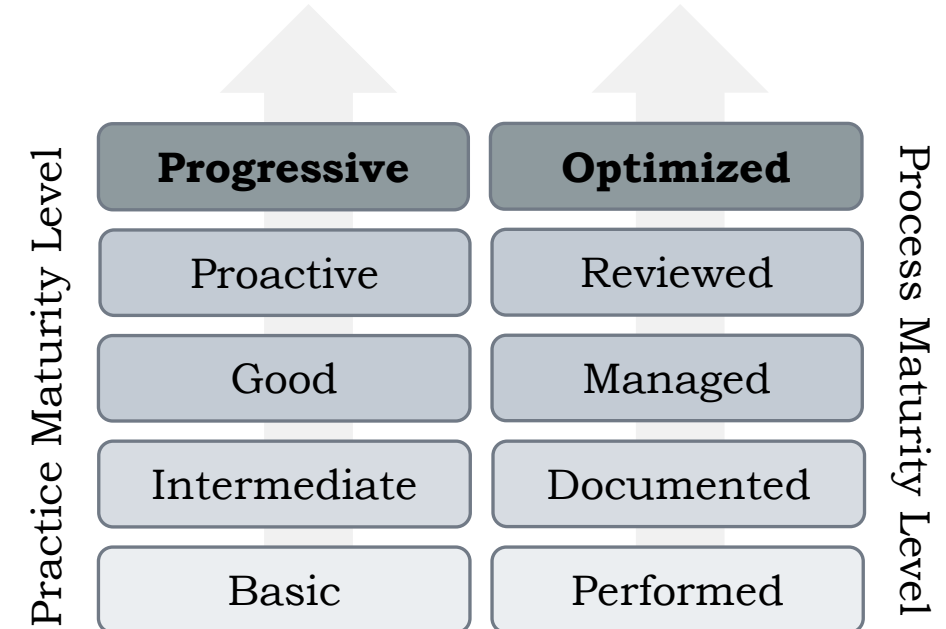 Practice Maturity Level
Progressive
Proactive
Good
Intermediate
Basic
Optimized
Reviewed
Managed
Documented
Performed
Process Maturity Level